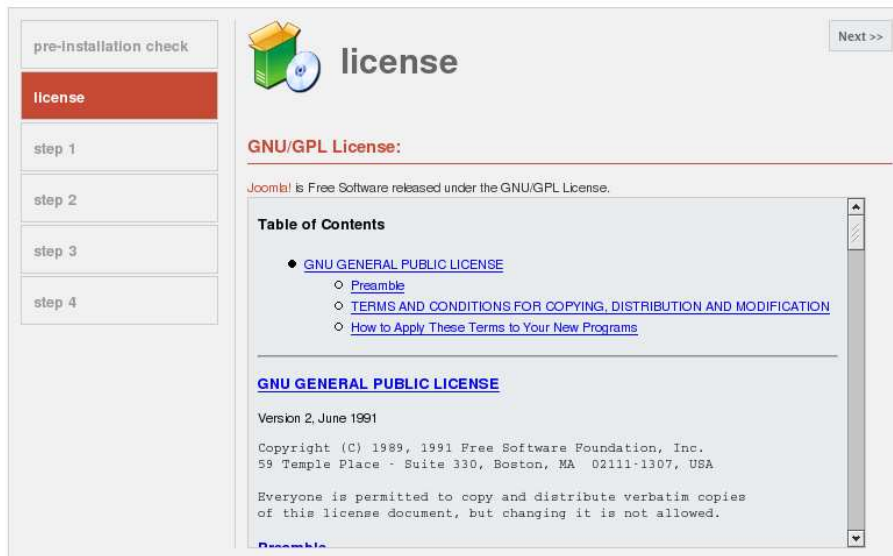 pre-installation check
license
step 1
step 2
step 3
step 4
license
Next >>
GNU/GPL License:
Joomla! is Free Software released under the GNU/GPL License.
Table of Contents
GNU GENERAL PUBLIC LICENSE
Preamble
TERMS AND CONDITIONS FOR COPYING, DISTRIBUTION AND MODIFICATION
How to Apply These Terms to Your New Programs
GNU GENERAL PUBLIC LICENSE
Version 2, June 1991
Copyright (C) 1989, 1991 Free Software Foundation, Inc.
59 Temple Place - Suite 330, Boston, MA  02111-1307, USA
Everyone is permitted to copy and distribute verbatim copies
of this license document, but changing it is not allowed.
Preamble